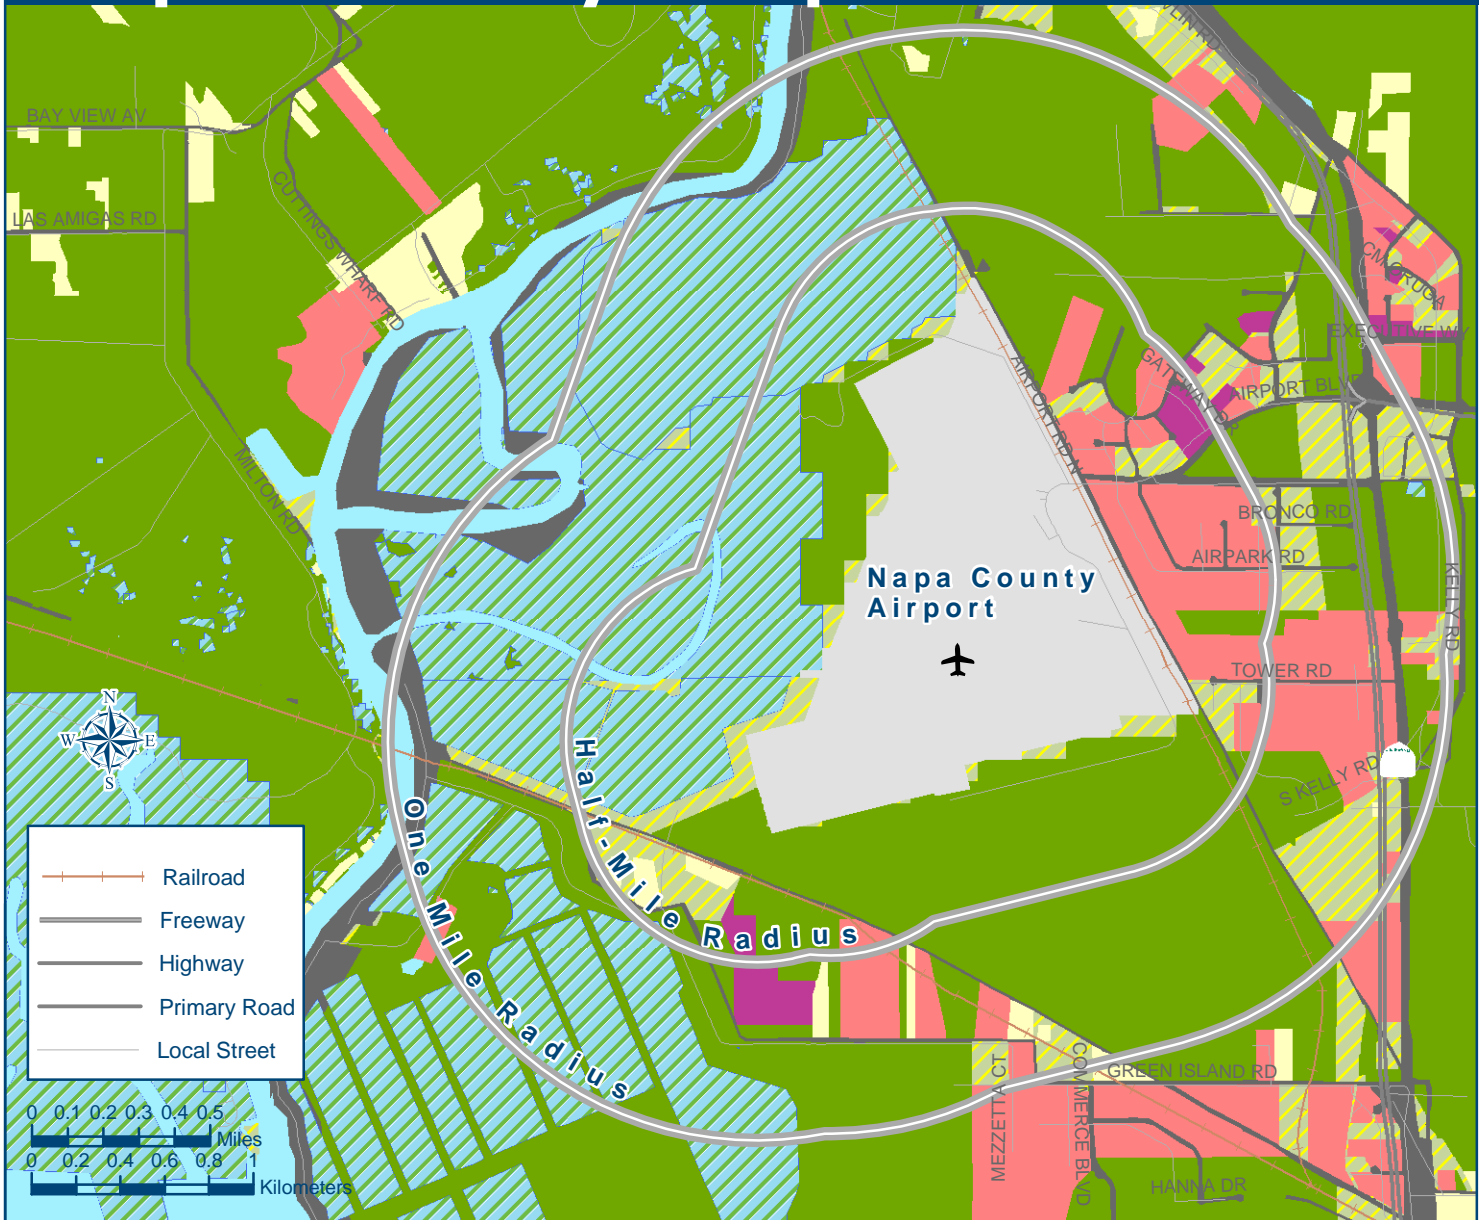 VLIN RD
BAY VIEW AV
CUTTINGS WHARF RD
LAS AMIGAS RD
EXECUTIVE WY
GATEWAY DR
AIRPORT BLVD
AIRPORT RD N
MILTON RD
BRONCO RD
AIRPARK RD
KELLY RD
Napa County
Airport
TOWER RD
S KELLY RD
N
W E
S
Half-Mile Radius
One Mile Radius
Railroad
Freeway
Highway
Primary Road
Local Street
GREEN ISLAND RD
MEZZETTA CT
COMMERCE BLVD
HANNA DR
0 0.1 0.2 0.3 0.4 0.5
Miles
0 0.2 0.4 0.6 0.8 1
Kilometers